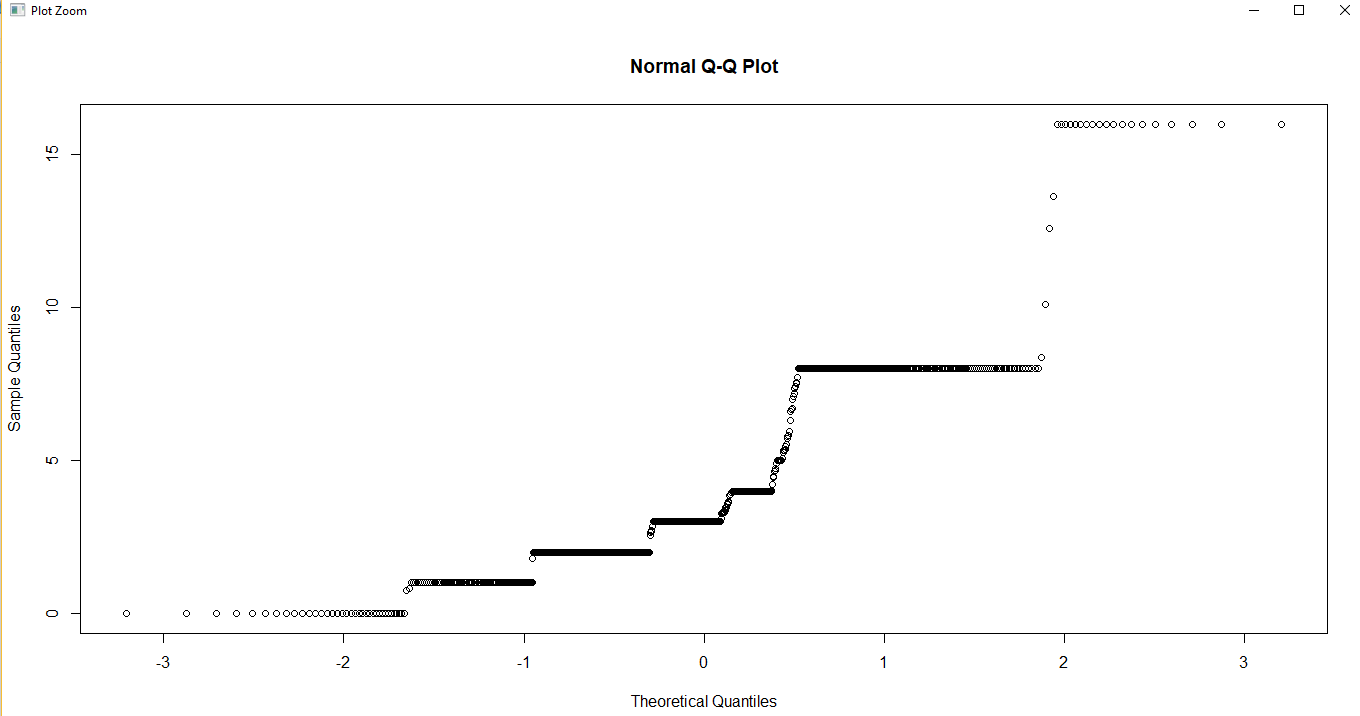 Plot Zoom
Normal Q-Q Plot
Sample Quantiles
15
10
5
0
-3
-2
-1
0
1
2
3
Theoretical Quantiles